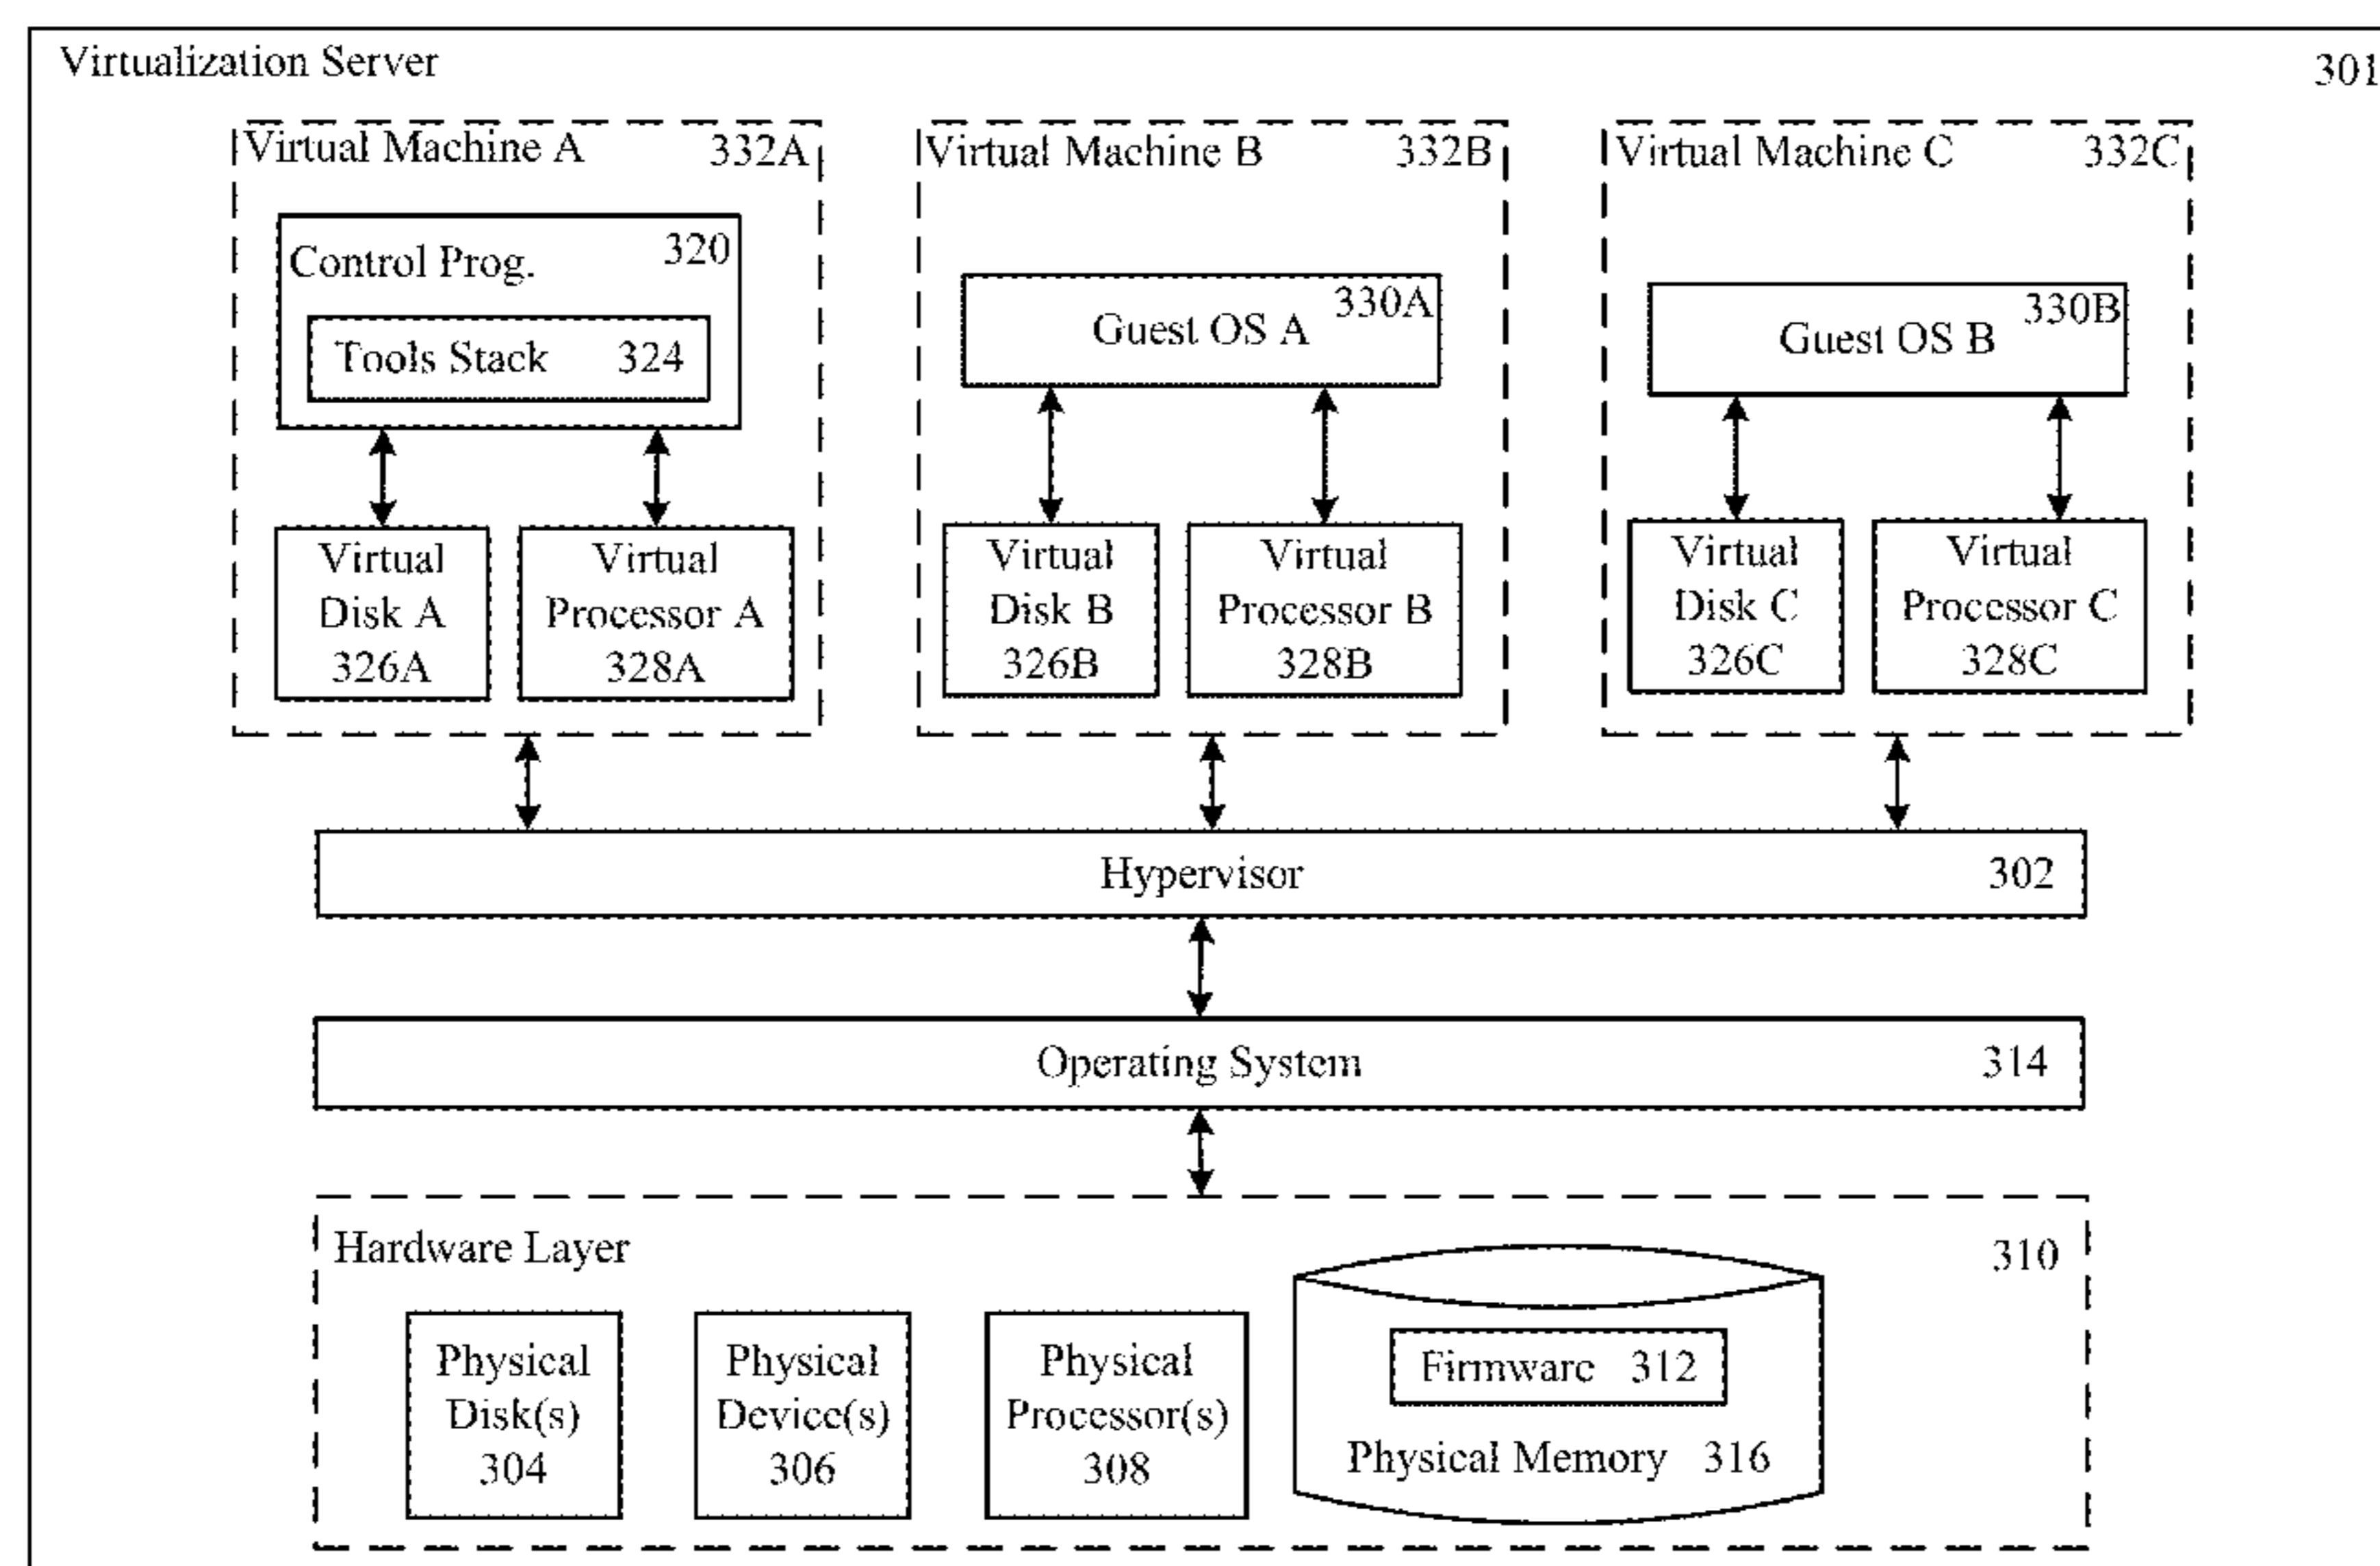 Virtualization Server 301
Virtual Machine A 332A
Control Prog. 320
Tools Stack 324
Virtual
Disk A
326A
Virtual
Processor A
328A
Virtual Machine B 332B
Guest OS A 330A
Virtual
Disk B
326B
Virtual
Processor B
328B
Virtual Machine C 332C
Guest OS B 330B
Virtual
Disk C
326C
Virtual
Processor C
328C
Hypervisor 302
Operating System 314
Hardware Layer 310
Physical
Disk(s)
304
Physical
Device(s)
306
Physical
Processor(s)
308
Firmware 312
Physical Memory 316